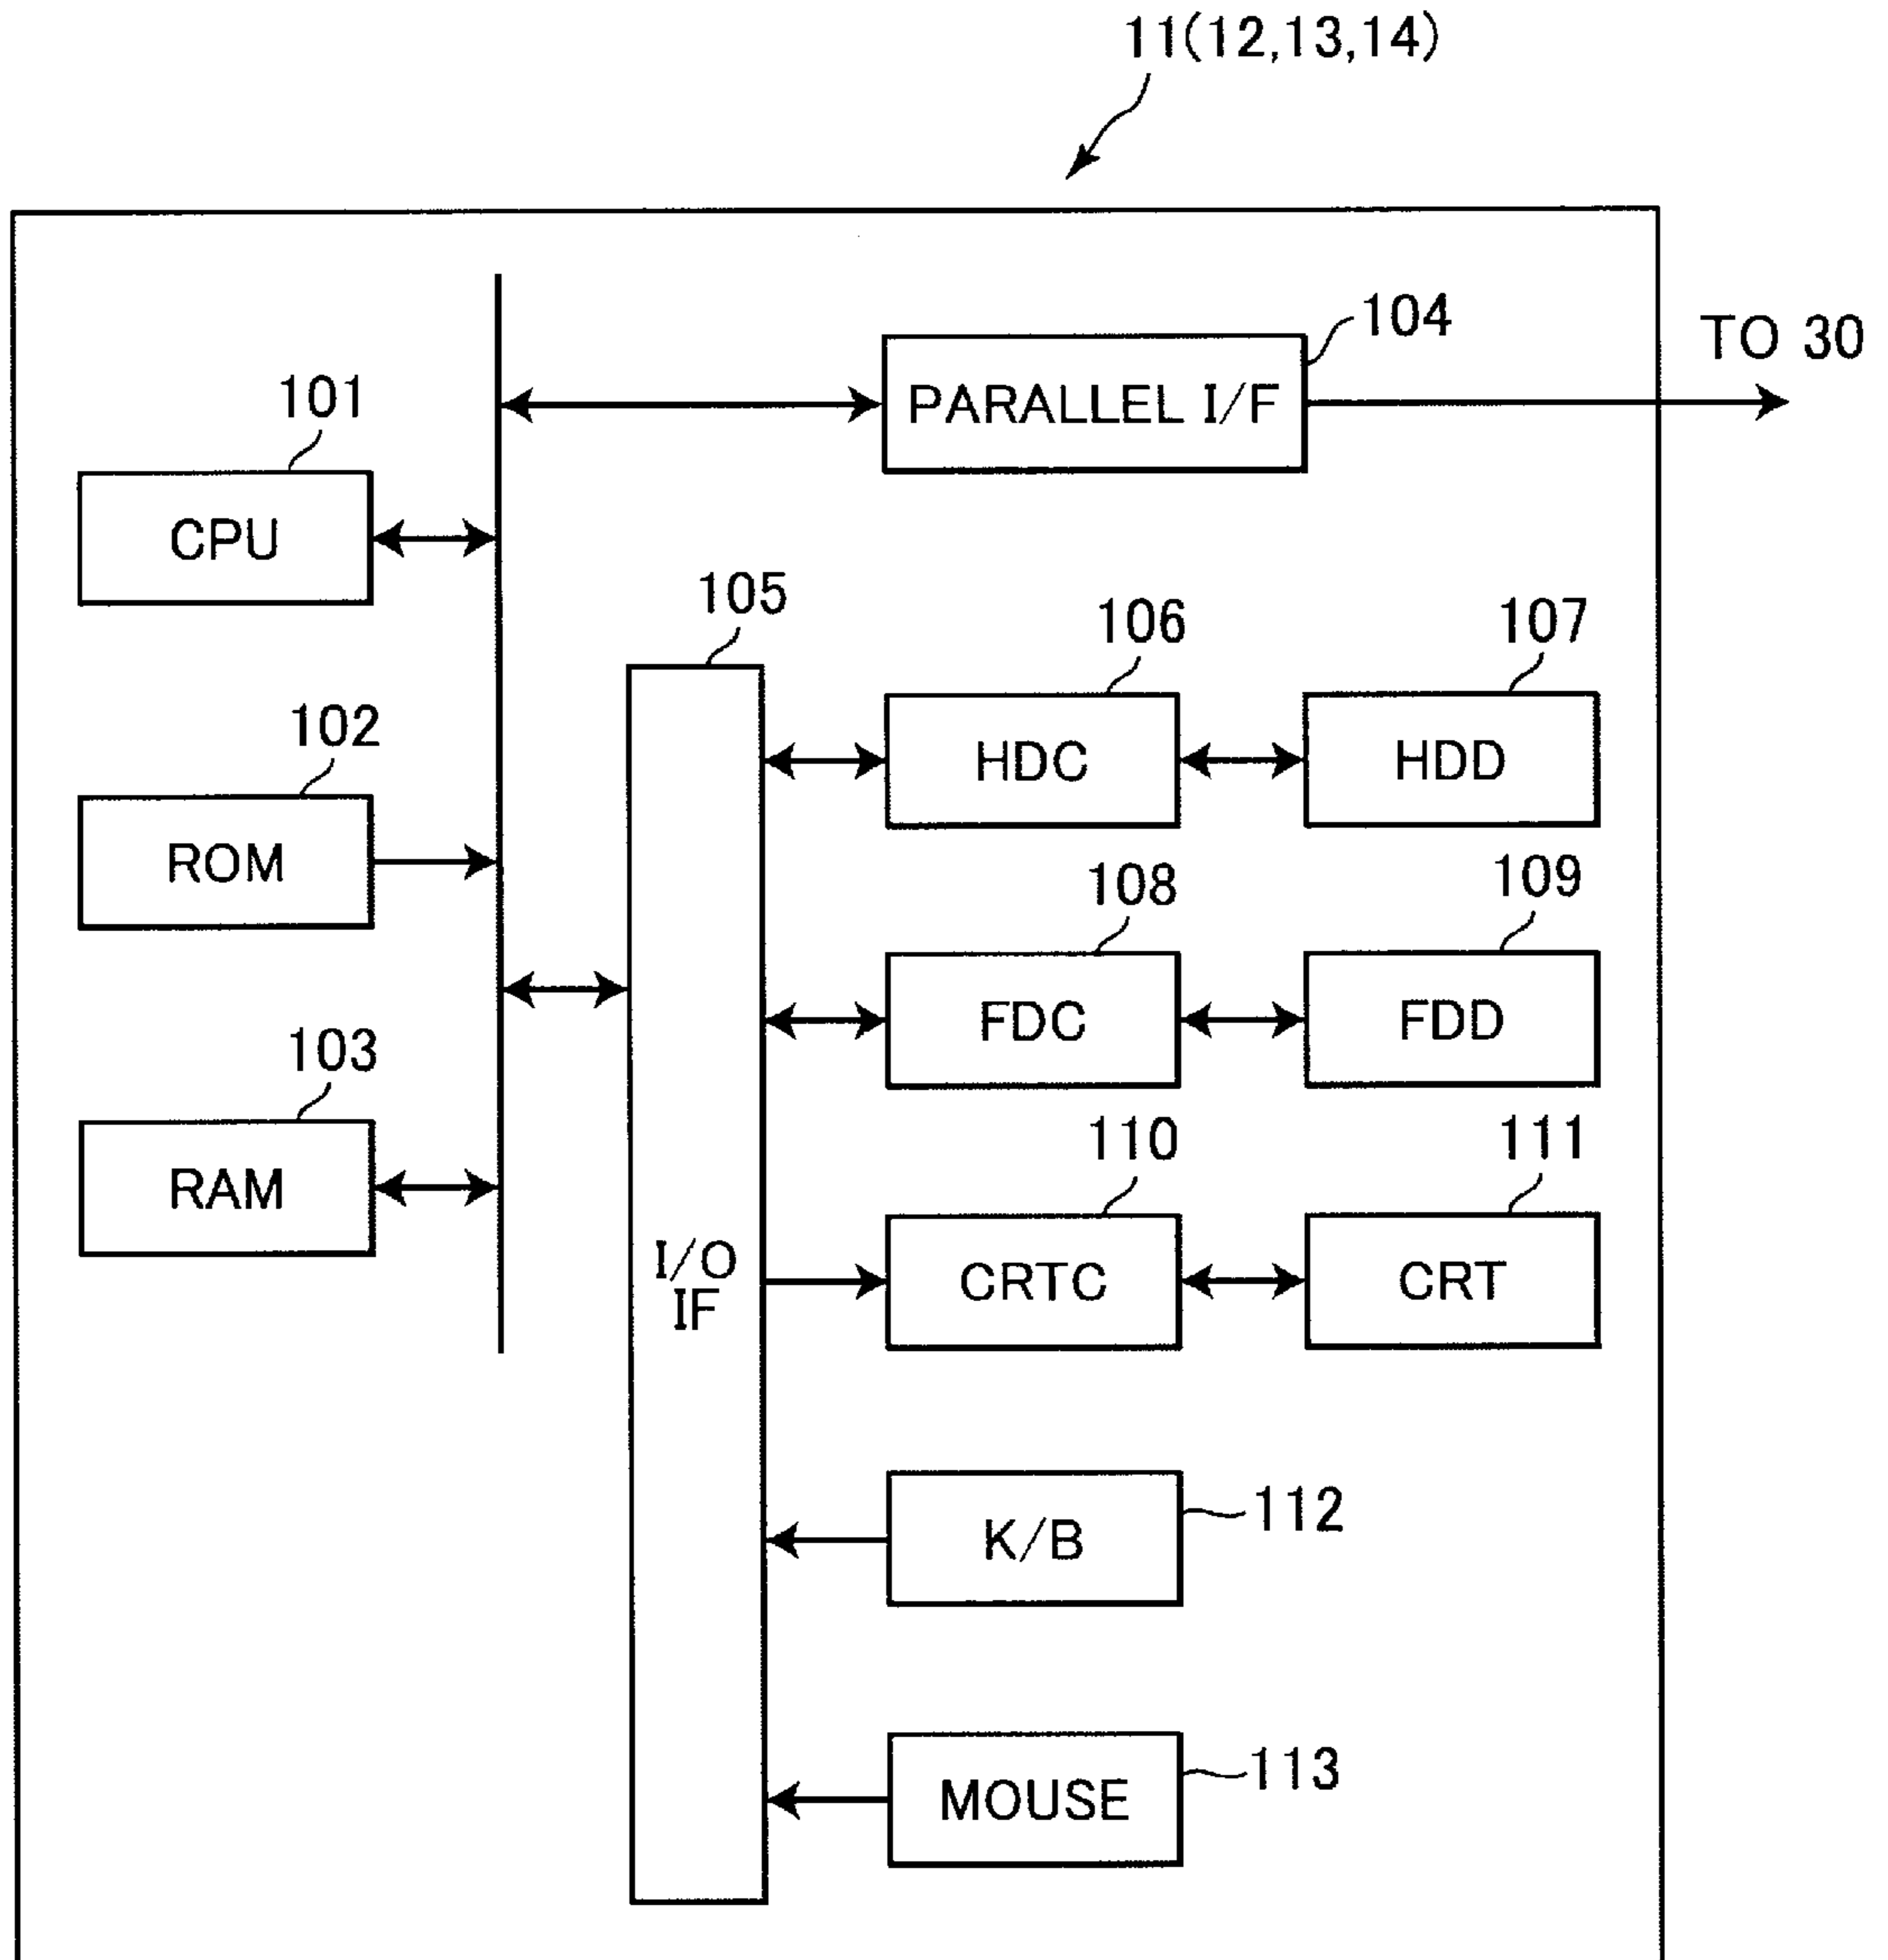 11(12,13,14)
104
TO 30
PARALLEL I/F
101
CPU
105
106
107
HDC
HDD
102
ROM
108
109
FDC
FDD
103
RAM
110
111
I/O
IF
CRTC
CRT
K/B
112
MOUSE
113